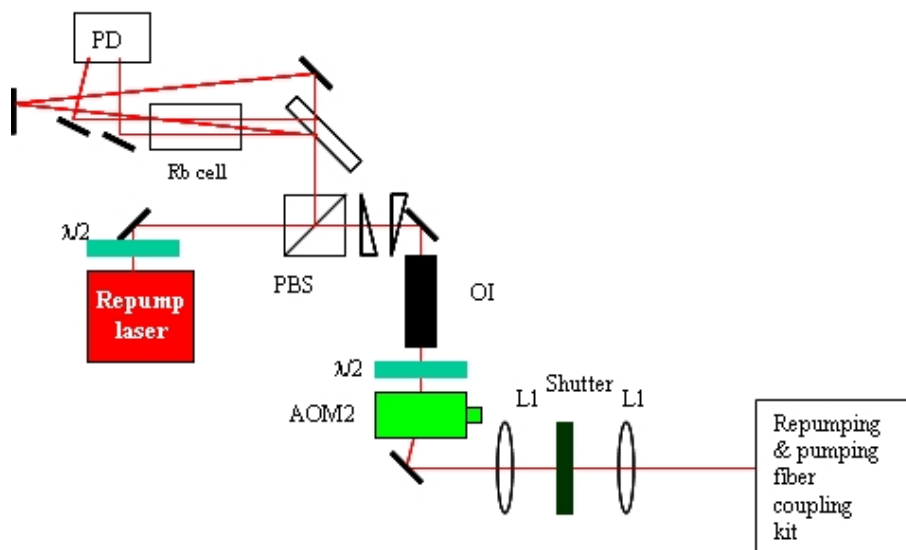 PD
Rb cell
λ/2
PBS
OI
Repump
laser
λ/2
AOM2
L1
Shutter
L1
Repumping
& pumping
fiber
coupling
kit